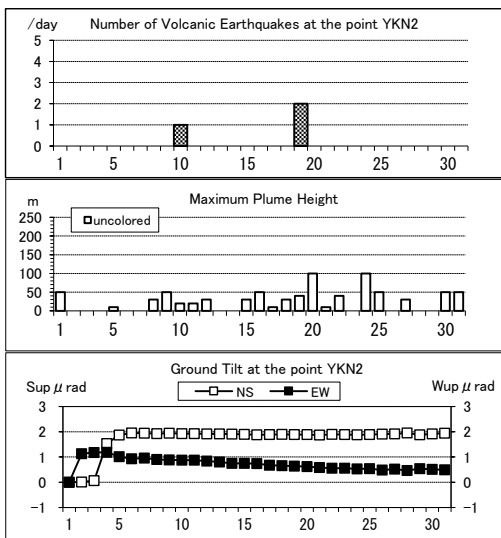 /day Number of Volcanic Earthquakes at the point YKN2
5
4
3
2
1
0
1 5 10 15 20 25 30
m Maximum Plume Height
250
200
150
100
50
0
uncolored
1 5 10 15 20 25 30
Ground Tilt at the point YKN2
Sup μ rad NS EW Wup μ rad
3 3
2 2
1 1
0 0
-1 -1
1 5 10 15 20 25 30